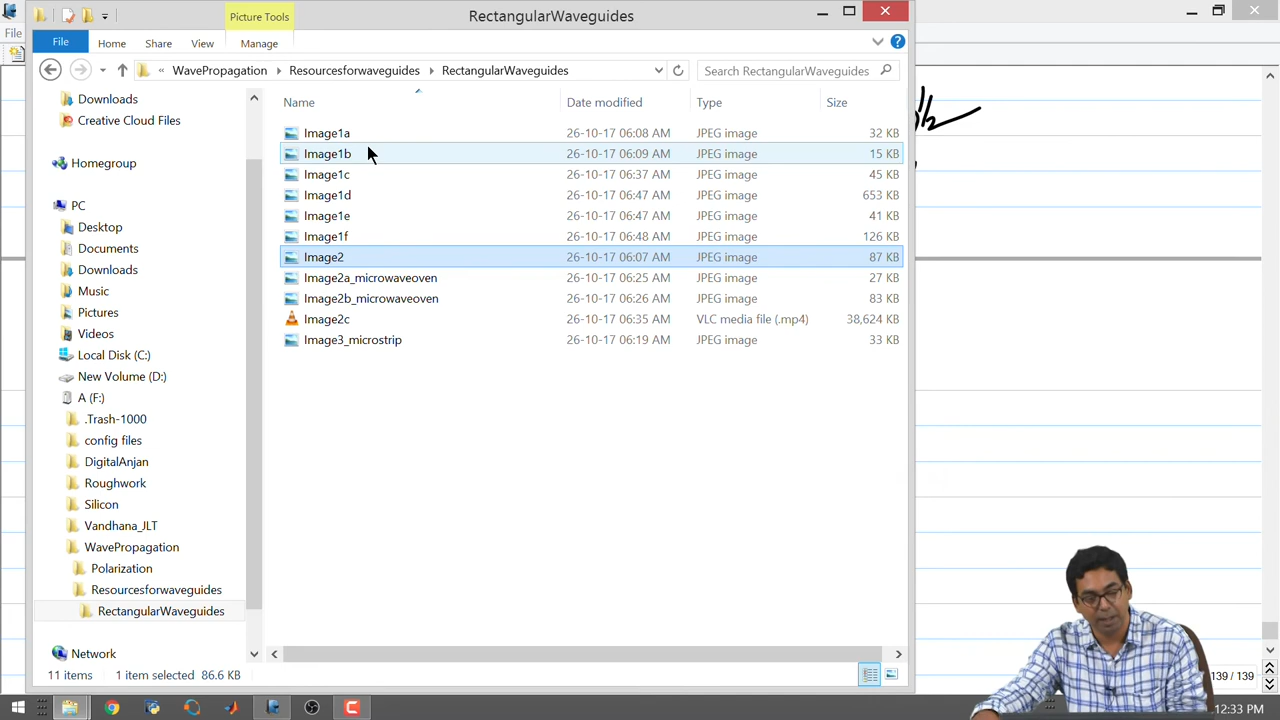 Picture Tools
RectangularWaveguides
File
File
Home
Share
View
Manage
« WavePropagation
Resourcesforwaveguides
RectangularWaveguides
Search RectangularWaveguides
Downloads
Creative Cloud Files
Homegroup
PC
Desktop
Documents
Downloads
Music
Pictures
Videos
Local Disk (C:)
New Volume (D:)
A (F:)
.Trash-1000
config files
DigitalAnjan
Roughwork
Silicon
Vandhana_JLT
WavePropagation
Polarization
Resourcesforwaveguides
RectangularWaveguides
Network
Name Date modified Type Size
Image1a 26-10-17 06:08 AM JPEG image 32 KB
Image1b 26-10-17 06:09 AM JPEG image 15 KB
Image1c 26-10-17 06:37 AM JPEG image 45 KB
Image1d 26-10-17 06:47 AM JPEG image 653 KB
Image1e 26-10-17 06:47 AM JPEG image 41 KB
Image1f 26-10-17 06:48 AM JPEG image 126 KB
Image2 26-10-17 06:07 AM JPEG image 87 KB
Image2a_microwaveoven 26-10-17 06:25 AM JPEG image 27 KB
Image2b_microwaveoven 26-10-17 06:26 AM JPEG image 83 KB
Image2c 26-10-17 06:35 AM VLC media file (.mp4) 38,624 KB
Image3_microstrip 26-10-17 06:19 AM JPEG image 33 KB
11 items 1 item selected 86.6 KB
139 / 139
12:33 PM